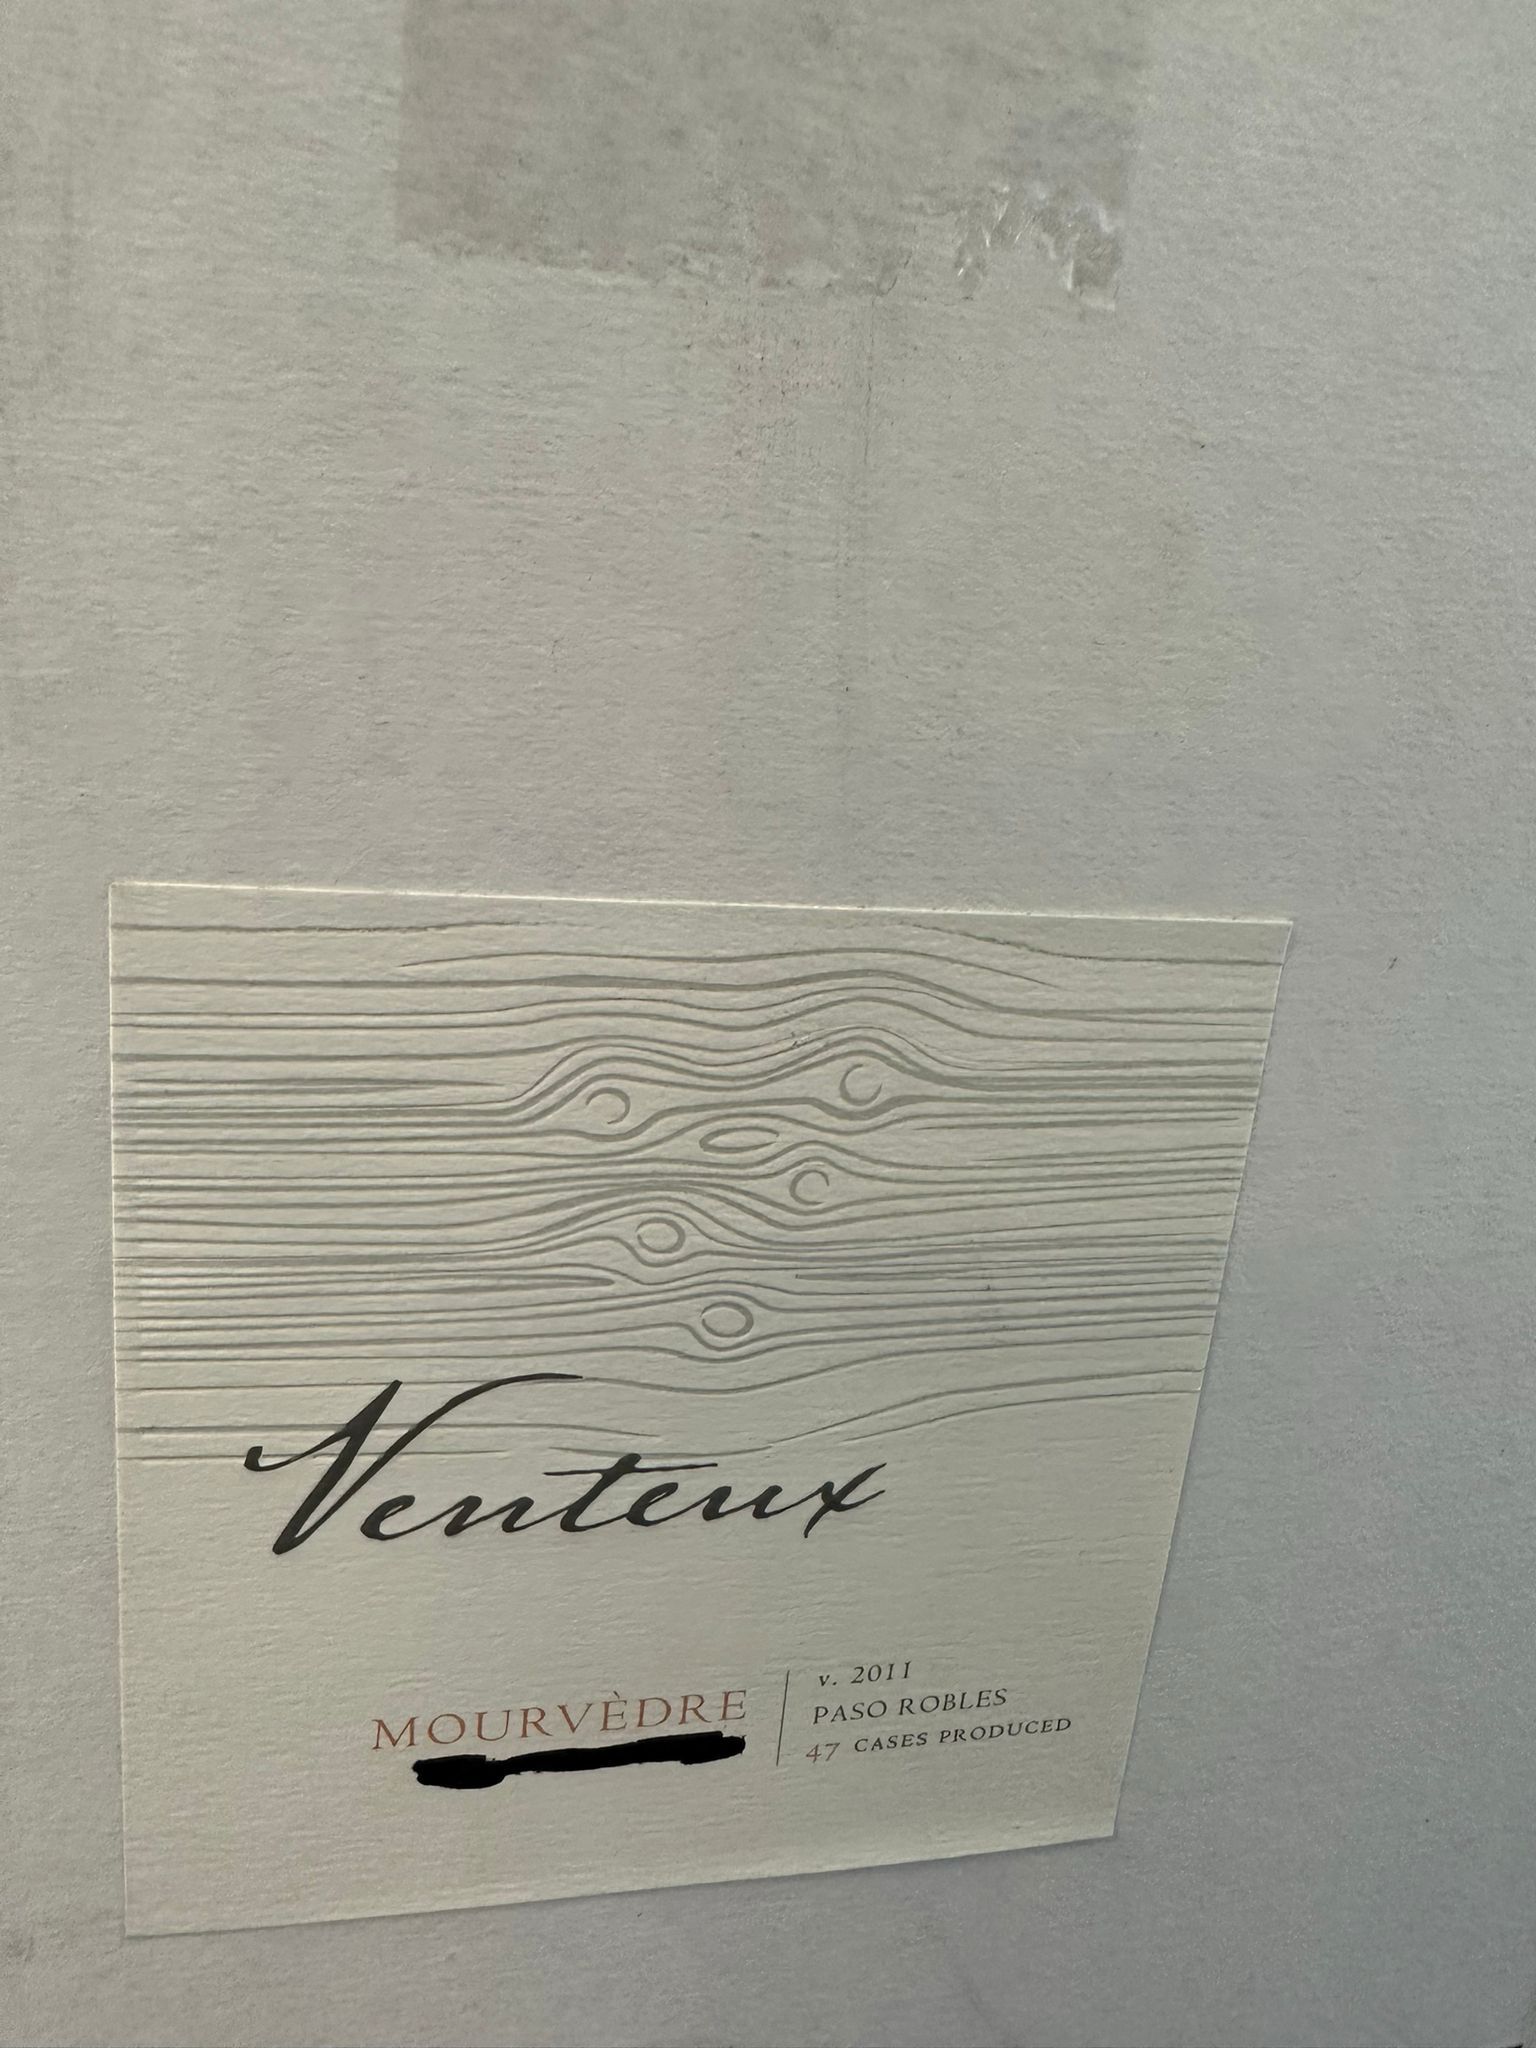 Venteux
MOURVÈDRE
v. 2011
PASO ROBLES
47 CASES PRODUCED